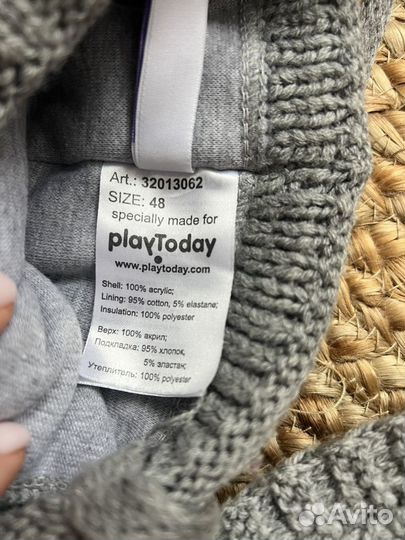 Art.: 32013062
SIZE: 48
specially made for
playToday
www.playtoday.com
Shell: 100% acrylic;
Lining: 95% cotton, 5% elastane;
Insulation: 100% polyester
Верх: 100% акрил;
Подкладка: 95% хлопок,
5% эластан;
Утеплитель: 100% polyester
Avito